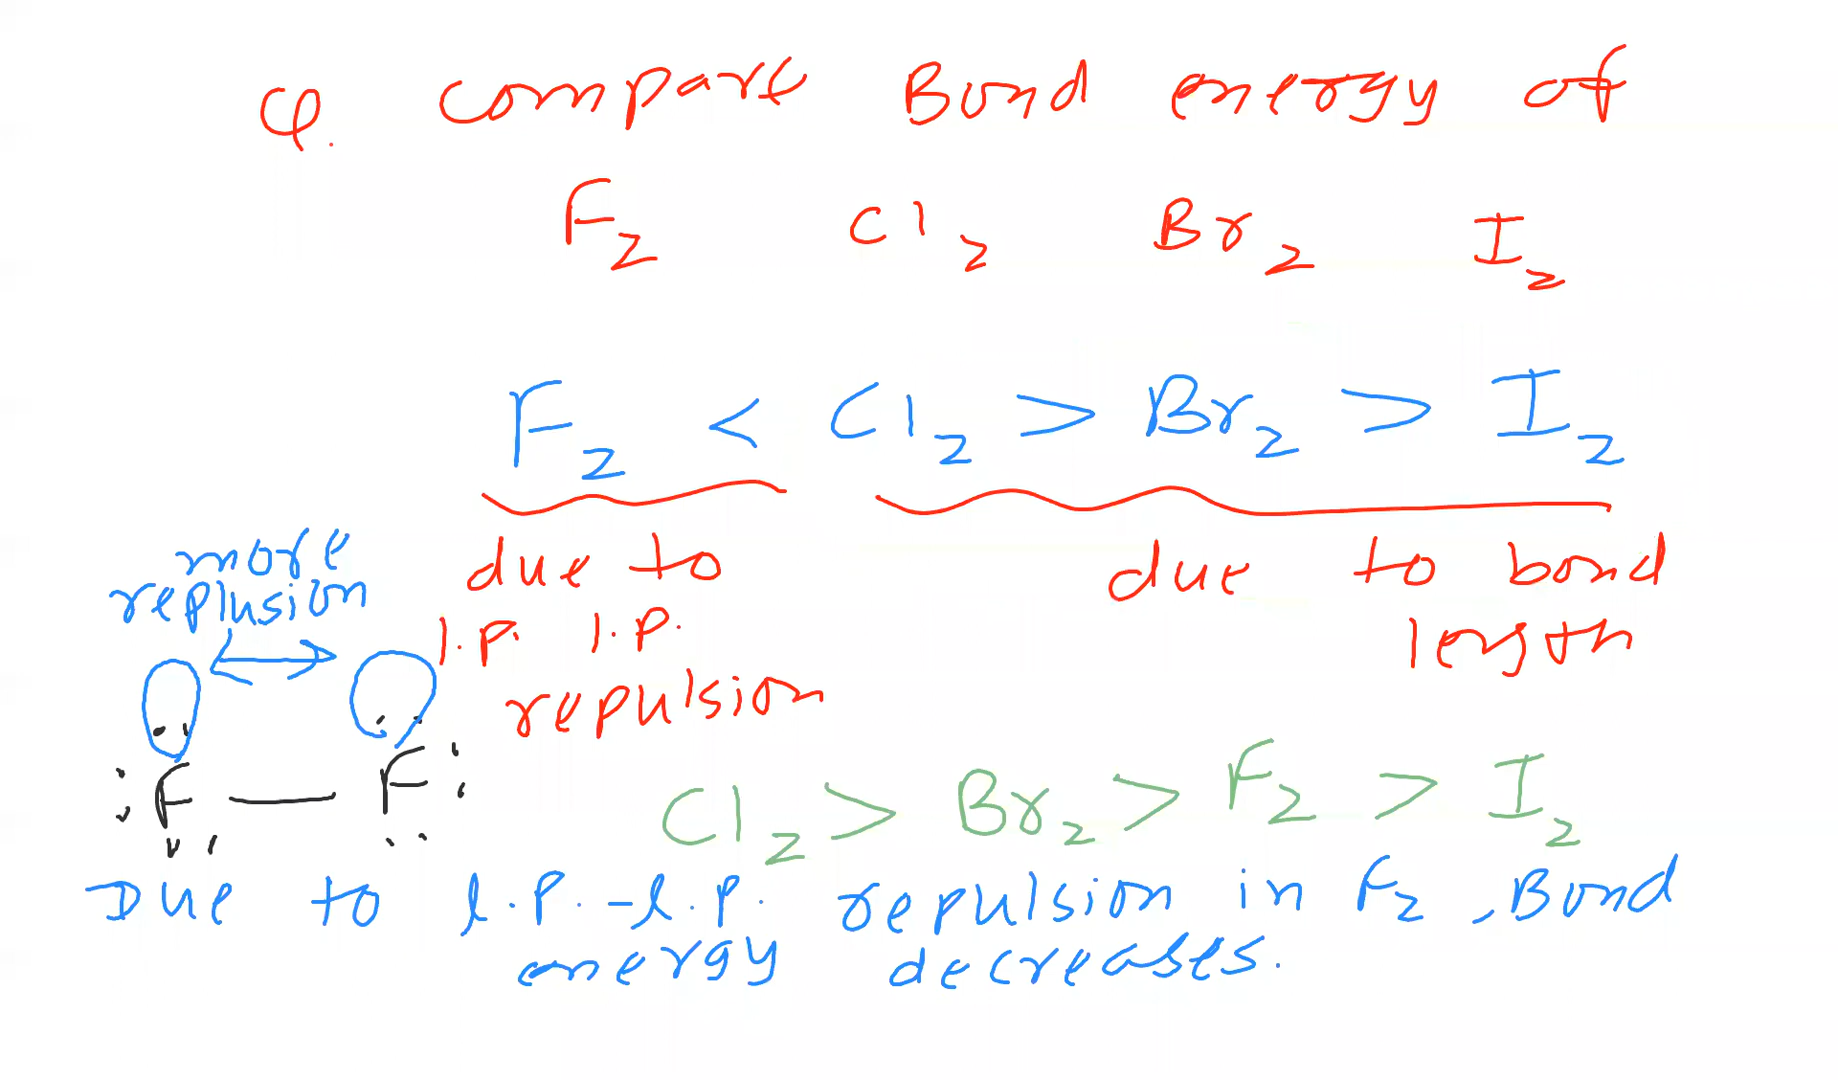 Q. compare Bond energy of
F2 Cl2 Br2 I2
F2 < Cl2 > Br2 > I2
more
replusion
due to
l.p. l.p.
repulsion
due to bond
length
F — F
Cl2 > Br2 > F2 > I2
Due to l.p.-l.p. repulsion in F2, Bond
energy decreases.